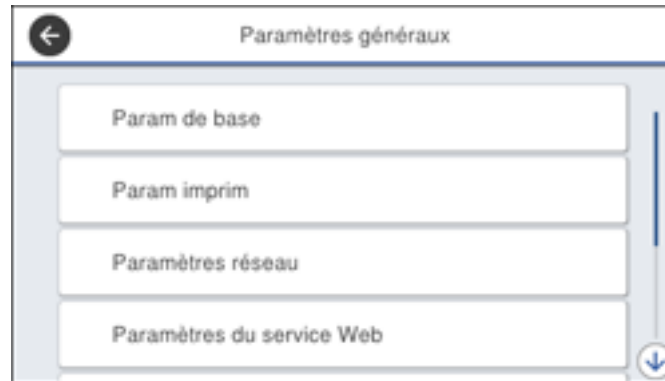 Paramètres généraux
Param de base
Param imprim
Paramètres réseau
Paramètres du service Web